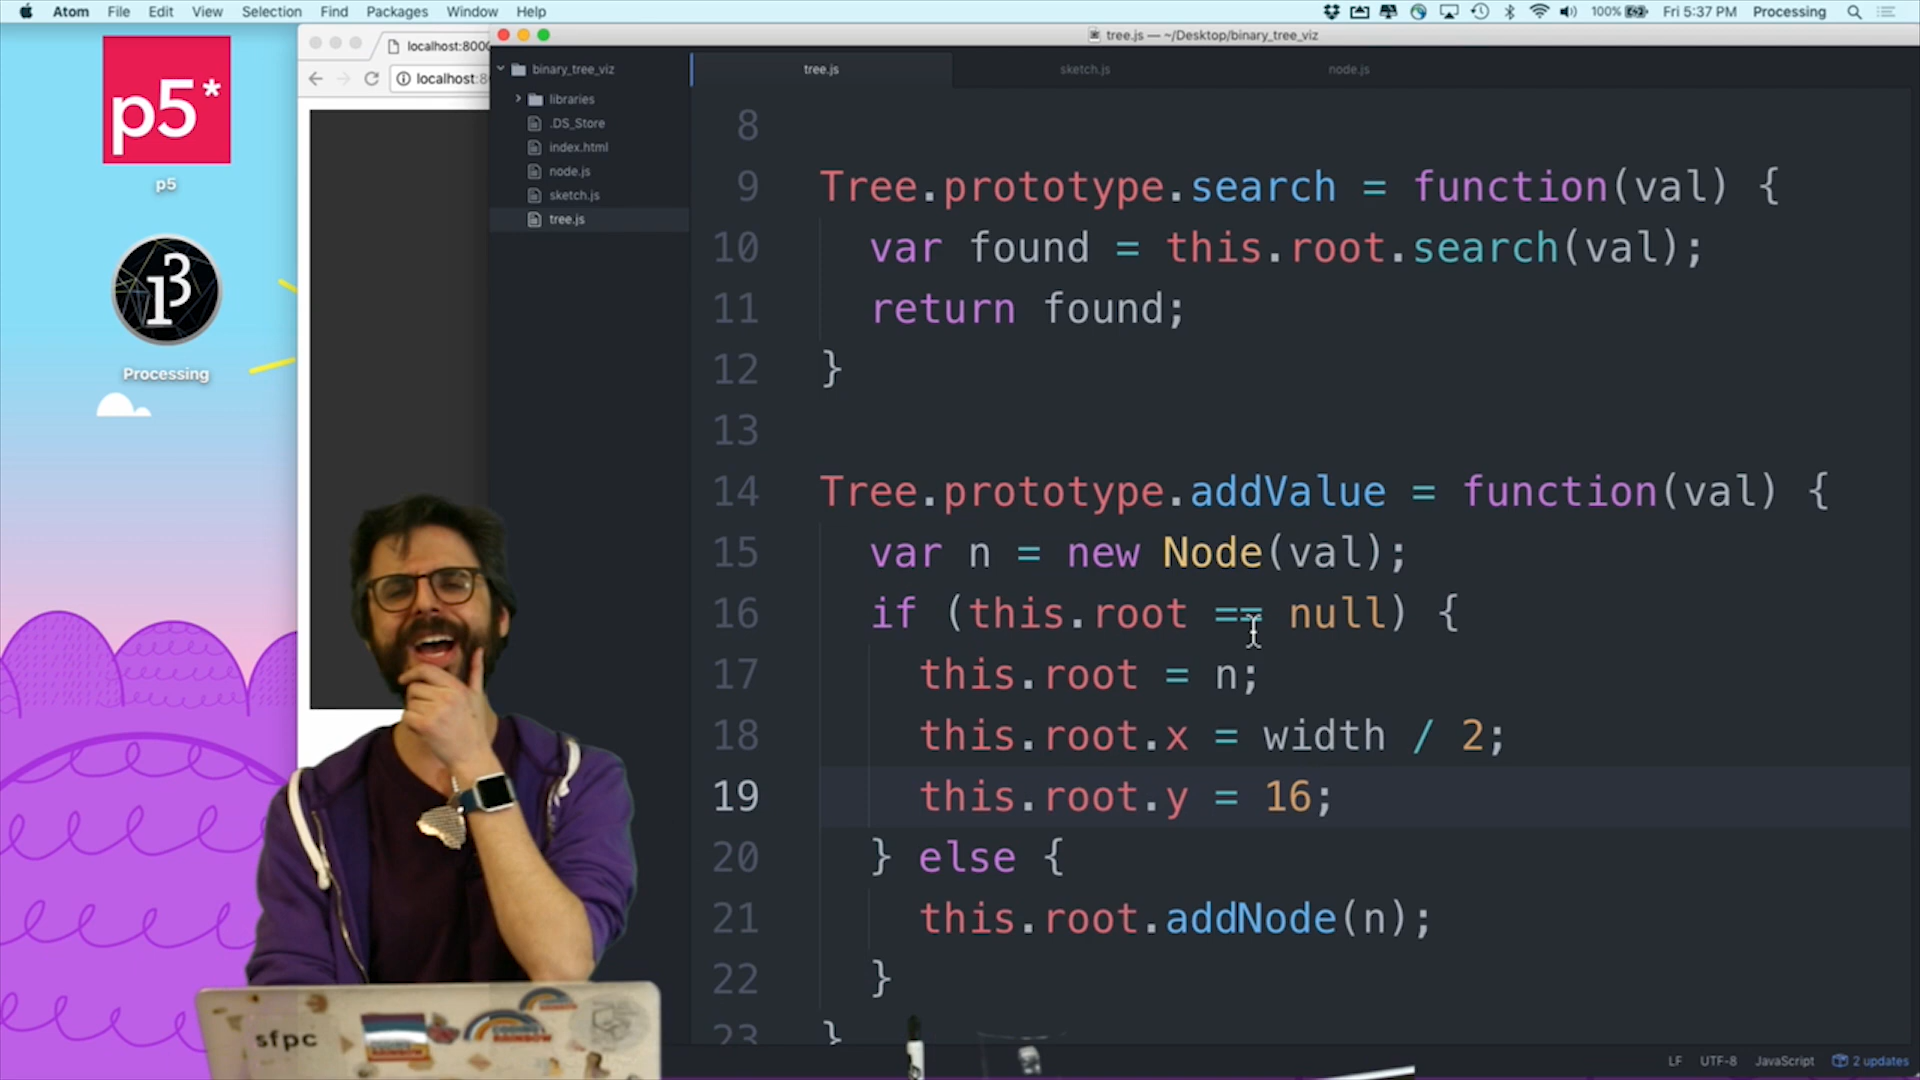 Atom File Edit View Selection Find Packages Window Help 100% Fri 5:37 PM Processing
p5*
p5
13
Processing
localhost:8000
localhost:8
tree.js — ~/Desktop/binary_tree_viz
binary_tree_viz
libraries
.DS_Store
index.html
node.js
sketch.js
tree.js
tree.js sketch.js node.js
8
9 Tree.prototype.search = function(val) {
10 var found = this.root.search(val);
11 return found;
12 }
13
14 Tree.prototype.addValue = function(val) {
15 var n = new Node(val);
16 if (this.root == null) {
17 this.root = n;
18 this.root.x = width / 2;
19 this.root.y = 16;
20 } else {
21 this.root.addNode(n);
22 }
23 }
sfpc
CODING
RAINBOW
LF UTF-8 JavaScript 2 updates